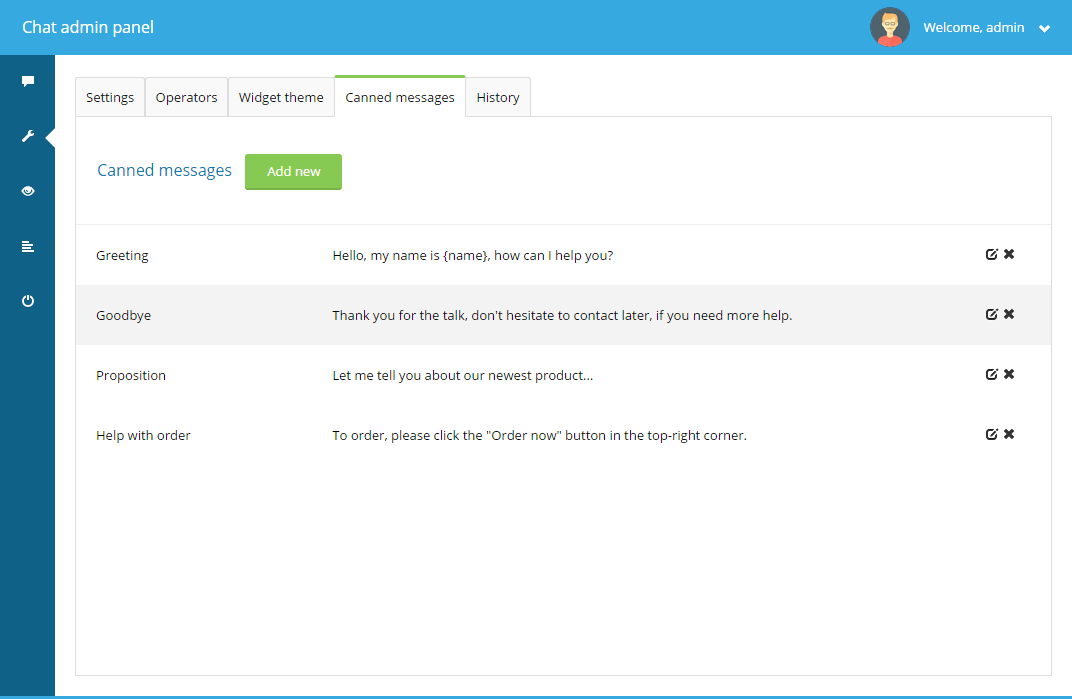 Chat admin panel
Welcome, admin
Settings
Operators
Widget theme
Canned messages
History
Canned messages
Add new
Greeting
Hello, my name is {name}, how can I help you?
Goodbye
Thank you for the talk, don't hesitate to contact later, if you need more help.
Proposition
Let me tell you about our newest product...
Help with order
To order, please click the "Order now" button in the top-right corner.